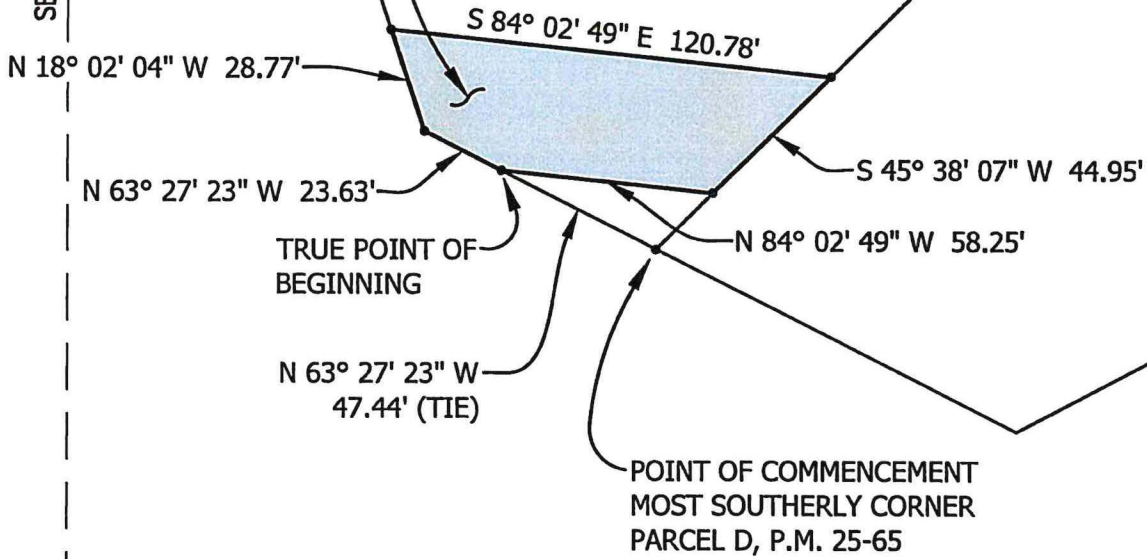 SE
S 84° 02' 49" E 120.78'
N 18° 02' 04" W 28.77'
S 45° 38' 07" W 44.95'
N 63° 27' 23" W 23.63'
N 84° 02' 49" W 58.25'
TRUE POINT OF
BEGINNING
N 63° 27' 23" W
47.44' (TIE)
POINT OF COMMENCEMENT
MOST SOUTHERLY CORNER
PARCEL D, P.M. 25-65